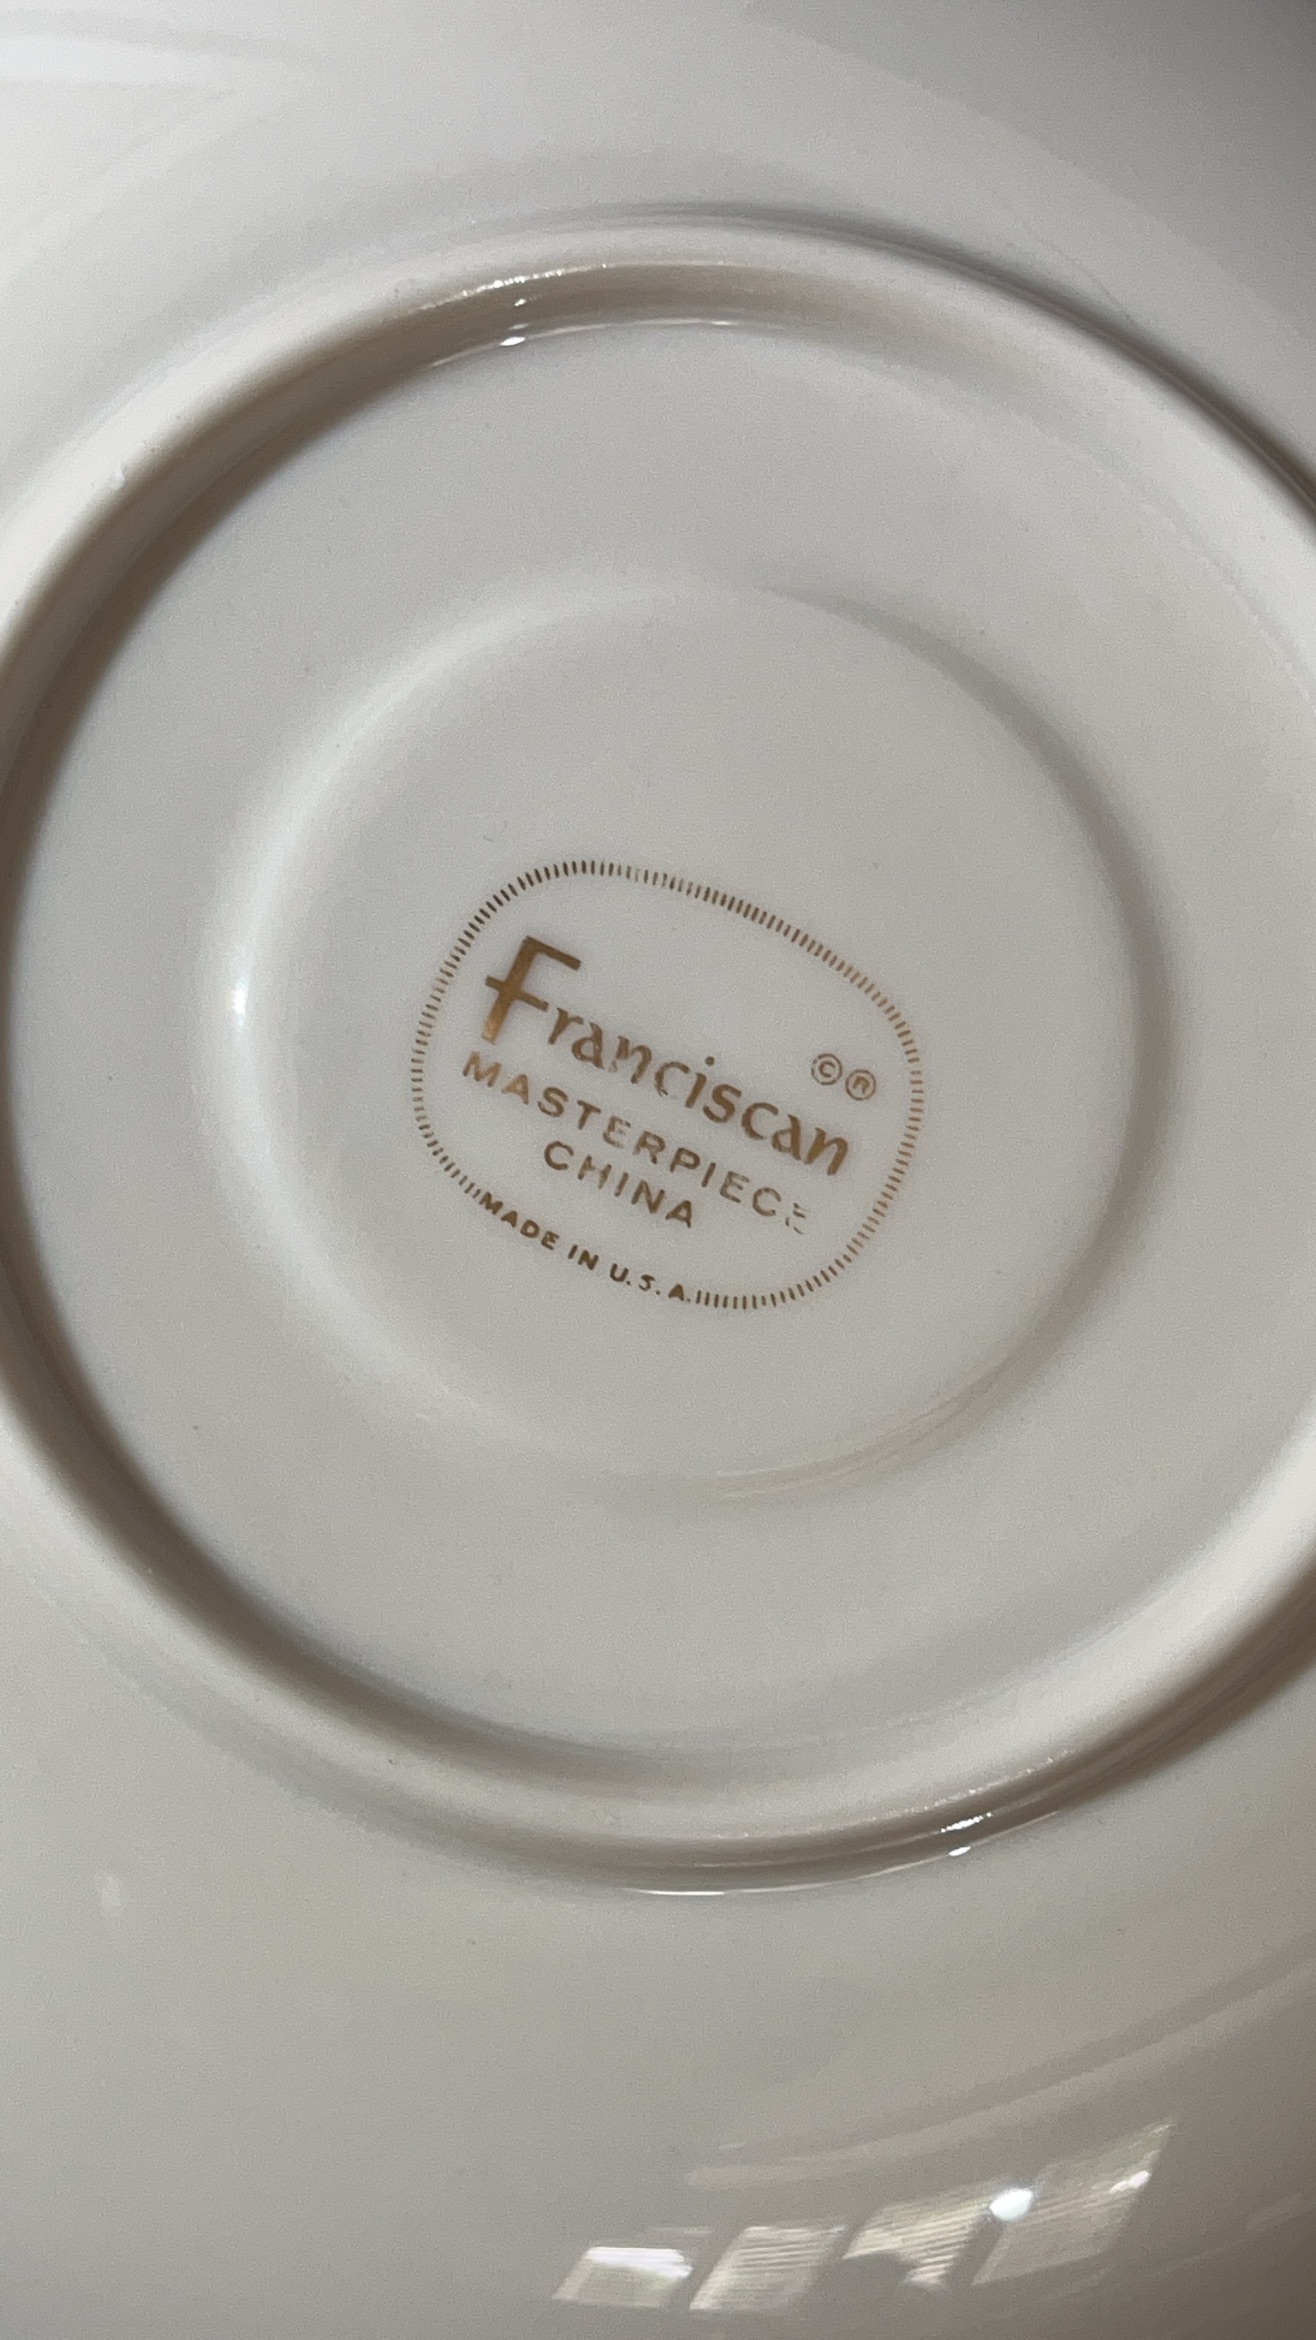 Franciscan ©ⓡ
MASTERPIECE
CHINA
MADE IN U.S.A.